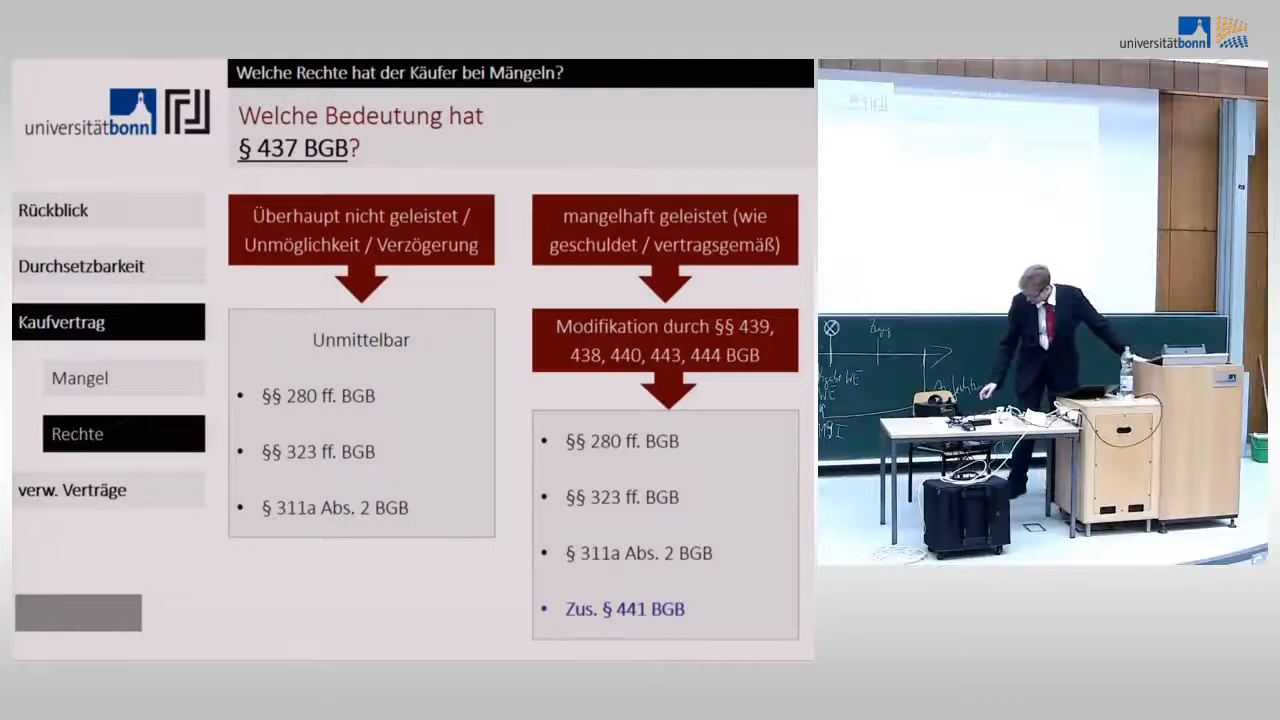 universitätbonn
Welche Rechte hat der Käufer bei Mängeln?
universitätbonn
Welche Bedeutung hat
§ 437 BGB?
Rückblick
Durchsetzbarkeit
Kaufvertrag
Mangel
Rechte
verw. Verträge
Überhaupt nicht geleistet /
Unmöglichkeit / Verzögerung
Unmittelbar
• §§ 280 ff. BGB
• §§ 323 ff. BGB
• § 311a Abs. 2 BGB
mangelhaft geleistet (wie
geschuldet / vertragsgemäß)
Modifikation durch §§ 439,
438, 440, 443, 444 BGB
• §§ 280 ff. BGB
• §§ 323 ff. BGB
• § 311a Abs. 2 BGB
• Zus. § 441 BGB